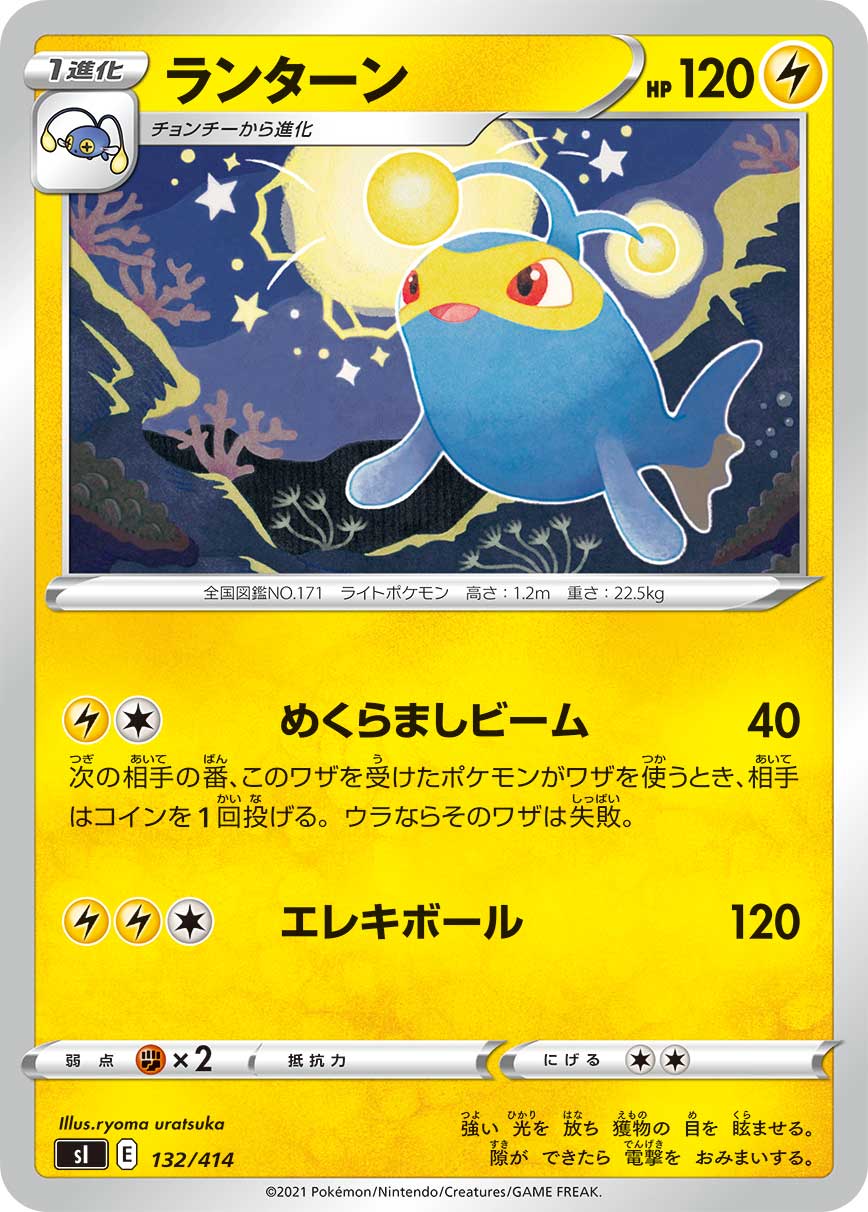 1進化
ランターン
HP 120
チョンチーから進化
全国図鑑NO.171 ライトポケモン 高さ：1.2m 重さ：22.5kg
めくらましビーム 40
次の相手の番、このワザを受けたポケモンがワザを使うとき、相手
はコインを1回投げる。ウラならそのワザは失敗。
エレキボール 120
弱点 ×2 抵抗力 にげる
Illus.ryoma uratsuka
強い 光を 放ち 獲物の 目を 眩ませる。
隙が できたら 電撃を おみまいする。
sI E 132/414
©2021 Pokémon/Nintendo/Creatures/GAME FREAK.